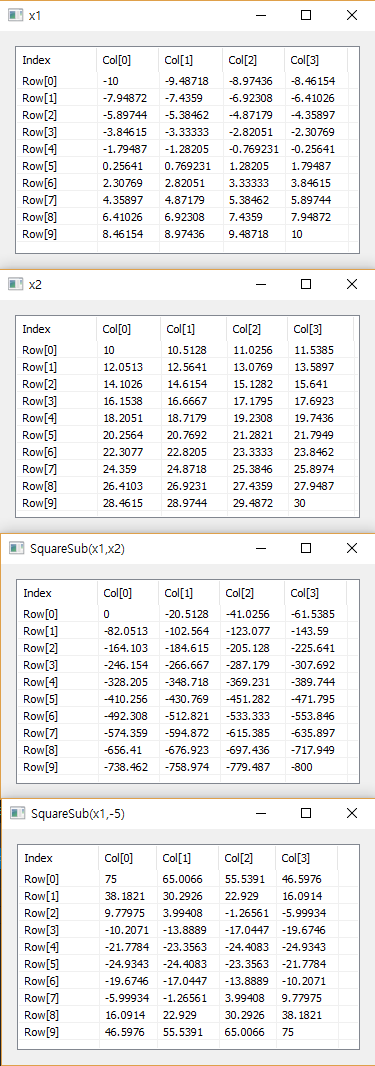 x1
Index Col[0] Col[1] Col[2] Col[3]
Row[0] -10 -9.48718 -8.97436 -8.46154
Row[1] -7.94872 -7.4359 -6.92308 -6.41026
Row[2] -5.89744 -5.38462 -4.87179 -4.35897
Row[3] -3.84615 -3.33333 -2.82051 -2.30769
Row[4] -1.79487 -1.28205 -0.769231 -0.25641
Row[5] 0.25641 0.769231 1.28205 1.79487
Row[6] 2.30769 2.82051 3.33333 3.84615
Row[7] 4.35897 4.87179 5.38462 5.89744
Row[8] 6.41026 6.92308 7.4359 7.94872
Row[9] 8.46154 8.97436 9.48718 10
x2
Index Col[0] Col[1] Col[2] Col[3]
Row[0] 10 10.5128 11.0256 11.5385
Row[1] 12.0513 12.5641 13.0769 13.5897
Row[2] 14.1026 14.6154 15.1282 15.641
Row[3] 16.1538 16.6667 17.1795 17.6923
Row[4] 18.2051 18.7179 19.2308 19.7436
Row[5] 20.2564 20.7692 21.2821 21.7949
Row[6] 22.3077 22.8205 23.3333 23.8462
Row[7] 24.359 24.8718 25.3846 25.8974
Row[8] 26.4103 26.9231 27.4359 27.9487
Row[9] 28.4615 28.9744 29.4872 30
SquareSub(x1,x2)
Index Col[0] Col[1] Col[2] Col[3]
Row[0] 0 -20.5128 -41.0256 -61.5385
Row[1] -82.0513 -102.564 -123.077 -143.59
Row[2] -164.103 -184.615 -205.128 -225.641
Row[3] -246.154 -266.667 -287.179 -307.692
Row[4] -328.205 -348.718 -369.231 -389.744
Row[5] -410.256 -430.769 -451.282 -471.795
Row[6] -492.308 -512.821 -533.333 -553.846
Row[7] -574.359 -594.872 -615.385 -635.897
Row[8] -656.41 -676.923 -697.436 -717.949
Row[9] -738.462 -758.974 -779.487 -800
SquareSub(x1,-5)
Index Col[0] Col[1] Col[2] Col[3]
Row[0] 75 65.0066 55.5391 46.5976
Row[1] 38.1821 30.2926 22.929 16.0914
Row[2] 9.77975 3.99408 -1.26561 -5.99934
Row[3] -10.2071 -13.8889 -17.0447 -19.6746
Row[4] -21.7784 -23.3563 -24.4083 -24.9343
Row[5] -24.9343 -24.4083 -23.3563 -21.7784
Row[6] -19.6746 -17.0447 -13.8889 -10.2071
Row[7] -5.99934 -1.26561 3.99408 9.77975
Row[8] 16.0914 22.929 30.2926 38.1821
Row[9] 46.5976 55.5391 65.0066 75